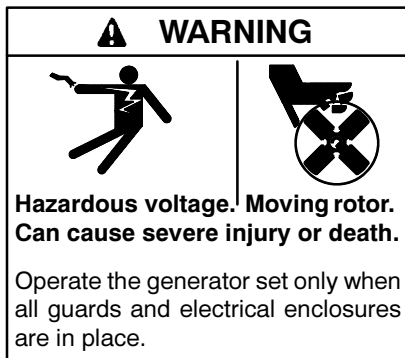 WARNING
Hazardous voltage. Moving rotor.
Can cause severe injury or death.
Operate the generator set only when
all guards and electrical enclosures
are in place.